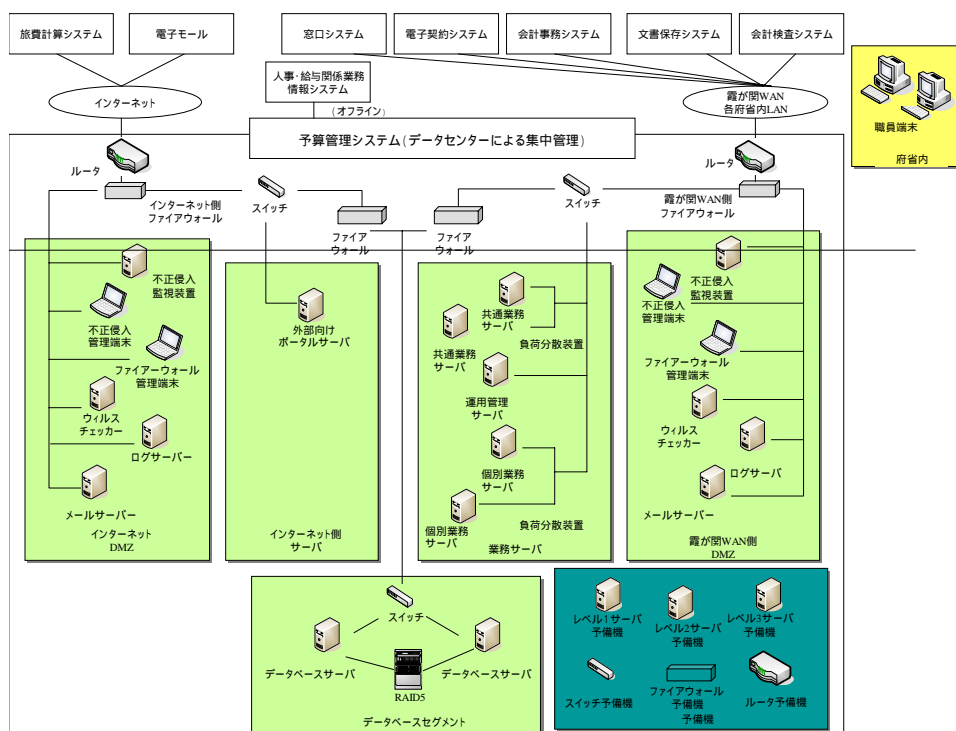 旅費計算システム
電子モール
窓口システム
電子契約システム
会計事務システム
文書保存システム
会計検査システム
人事・給与関係業務
情報システム
(オフライン)
インターネット
霞が関WAN
各府省内LAN
職員端末
府省内
予算管理システム(データセンターによる集中管理)
ルータ
ルータ
インターネット側
ファイアウォール
スイッチ
ファイア
ウォール
ファイア
ウォール
スイッチ
霞が関WAN側
ファイアウォール
不正侵入
監視装置
不正侵入
管理端末
ファイアーウォール
管理端末
ウィルス
チェッカー
ログサーバー
メールサーバー
インターネット
DMZ
外部向け
ポータルサーバ
インターネット側
サーバ
共通業務
サーバ
共通業務
サーバ
負荷分散装置
運用管理
サーバ
個別業務
サーバ
個別業務
サーバ
負荷分散装置
業務サーバ
不正侵入
監視装置
不正侵入
管理端末
ファイアーウォール
管理端末
ウィルス
チェッカー
ログサーバ
メールサーバー
霞が関WAN側
DMZ
スイッチ
データベースサーバ
データベースサーバ
RAID5
データベースセグメント
レベル1サーバ
予備機
レベル2サーバ
予備機
レベル3サーバ
予備機
スイッチ予備機
ファイアウォール
予備機
ルータ予備機
予備機